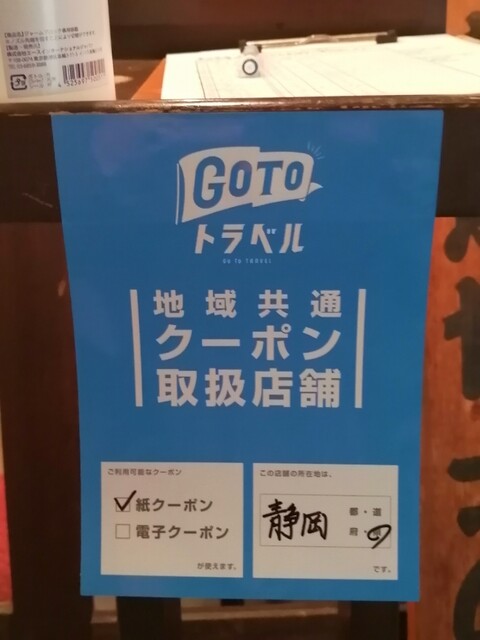 GOTO
トラベル
Go To TRAVEL
地域共通
クーポン
取扱店舗
ご利用可能なクーポン
紙クーポン
電子クーポン
が使えます。
この店舗の所在地は、
静岡
都・道
府・
です。